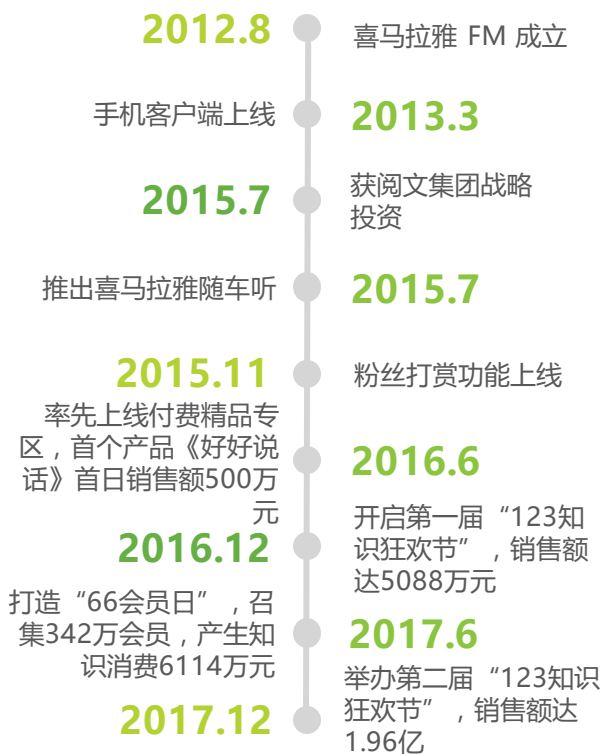 2012.8
喜马拉雅 FM 成立
手机客户端上线
2013.3
2015.7
获阅文集团战略
投资
推出喜马拉雅随车听
2015.7
2015.11
粉丝打赏功能上线
率先上线付费精品专
区，首个产品《好好说
话》首日销售额500万
元
2016.6
2016.12
开启第一届“123知
识狂欢节”，销售额
达5088万元
打造“66会员日”，召
集342万会员，产生知
识消费6114万元
2017.6
2017.12
举办第二届“123知识
狂欢节”，销售额达
1.96亿